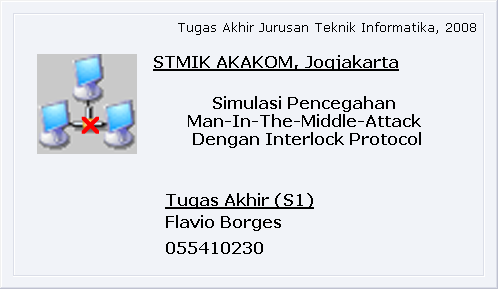 Tugas Akhir Jurusan Teknik Informatika, 2008
STMIK AKAKOM, Jogjakarta
Simulasi Pencegahan
Man-In-The-Middle-Attack
Dengan Interlock Protocol
Tugas Akhir (S1)
Flavio Borges
055410230